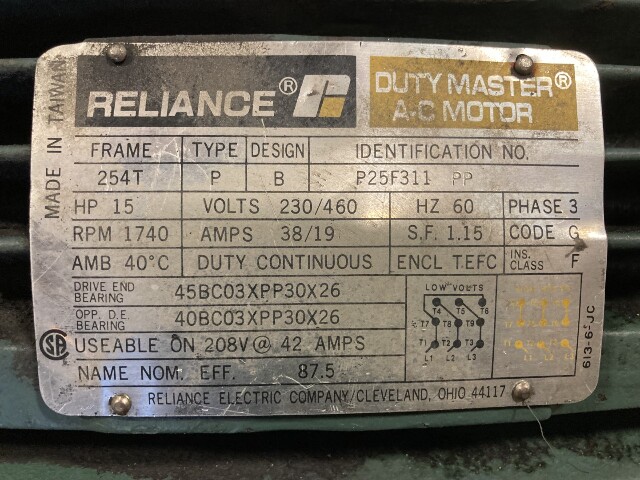 MADE IN TAIWAN
RELIANCE®
DUTY MASTER®
A-C MOTOR
FRAME TYPE DESIGN IDENTIFICATION NO.
254T P B P25F311 PP
HP 15 VOLTS 230/460 HZ 60 PHASE 3
RPM 1740 AMPS 38/19 S.F. 1.15 CODE G
AMB 40°C DUTY CONTINUOUS ENCL TEFC INS. CLASS F
DRIVE END BEARING 45BC03XPP30X26
OPP. D.E. BEARING 40BC03XPP30X26
SA USEABLE ON 208V @ 42 AMPS
NAME NOM. EFF. 87.5
LOW VOLTS
T4 T5 T6
T7 T8 T9
T1 T2 T3
L1 L2 L3
613-6-JC
RELIANCE ELECTRIC COMPANY/CLEVELAND, OHIO 44117